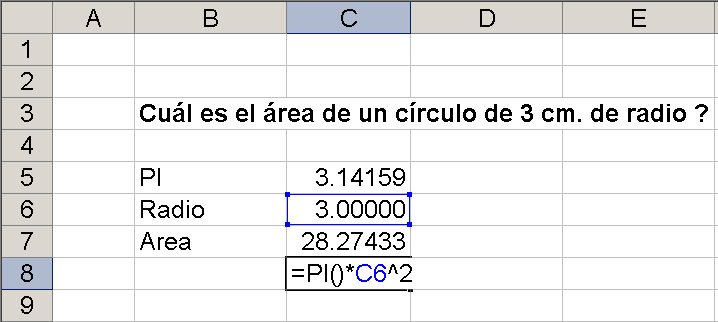 A B C D E
1
2
3 Cuál es el área de un círculo de 3 cm. de radio ?
4
5 PI 3.14159
6 Radio 3.00000
7 Area 28.27433
8 =PI()*C6^2
9